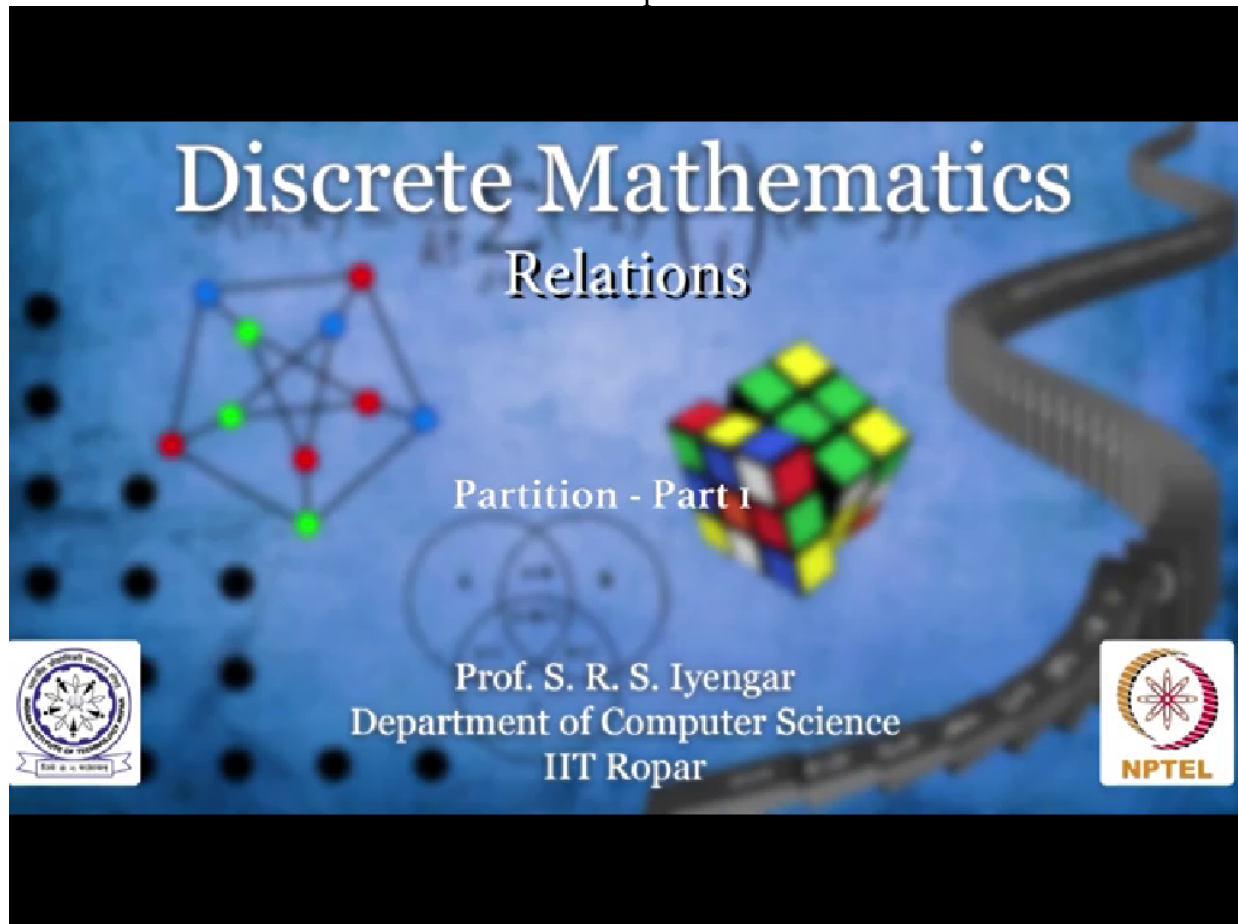 Discrete Mathematics
Relations
Partition - Part 1
Prof. S. R. S. Iyengar
Department of Computer Science
IIT Ropar
NPTEL